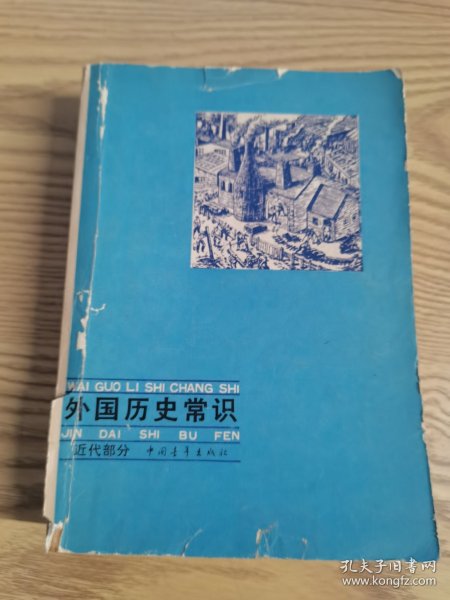 WAI GUO LI SHI CHANG SHI
外国历史常识
JIN DAI SHI BU FEN
近代部分 中国青年出版社
孔夫子旧书网
www.kongfz.com